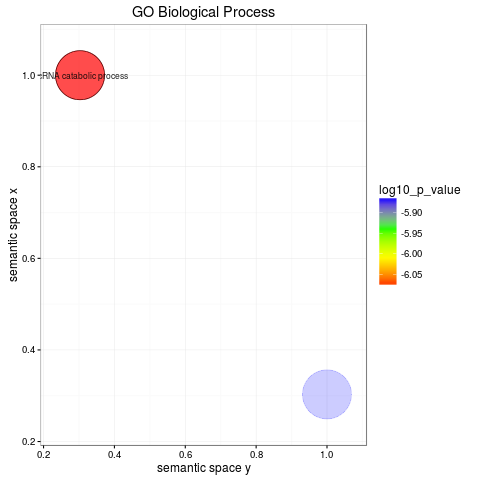 GO Biological Process
1.0
RNA catabolic process
0.8
0.6
0.4
0.2
0.2
0.4
0.6
0.8
1.0
semantic space x
semantic space y
log10_p_value
-5.90
-5.95
-6.00
-6.05